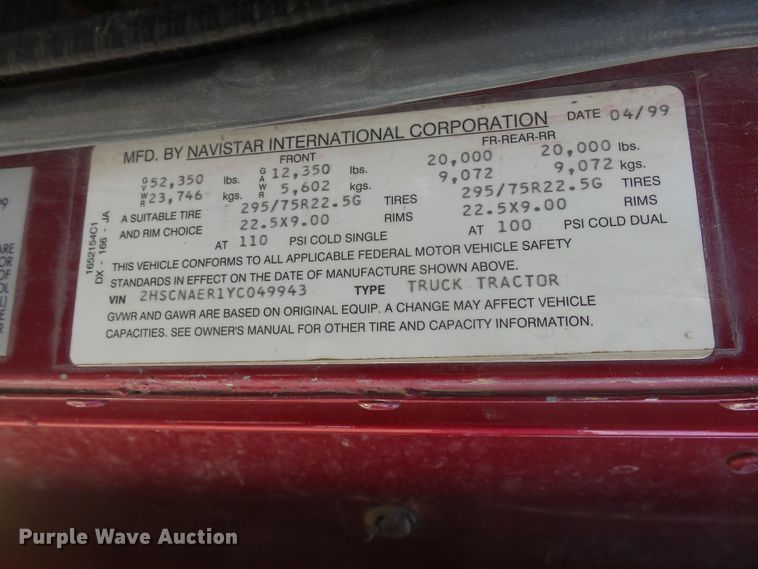 MFD. BY NAVISTAR INTERNATIONAL CORPORATION DATE 04/99
FRONT FR-REAR-RR
GVWR 52,350 lbs. GAWR 12,350 lbs. 20,000 20,000 lbs.
23,746 kgs. 5,602 kgs. 9,072 9,072 kgs.
A SUITABLE TIRE 295/75R22.5G TIRES 295/75R22.5G TIRES
AND RIM CHOICE 22.5X9.00 RIMS 22.5X9.00 RIMS
AT 110 PSI COLD SINGLE AT 100 PSI COLD DUAL
THIS VEHICLE CONFORMS TO ALL APPLICABLE FEDERAL MOTOR VEHICLE SAFETY
STANDARDS IN EFFECT ON THE DATE OF MANUFACTURE SHOWN ABOVE.
VIN 2HSCNAER1YC049943 TYPE TRUCK TRACTOR
GVWR AND GAWR ARE BASED ON ORIGINAL EQUIP. A CHANGE MAY AFFECT VEHICLE
CAPACITIES. SEE OWNER'S MANUAL FOR OTHER TIRE AND CAPACITY INFORMATION.
1652154C1
DX - 166 - JA
Purple Wave Auction